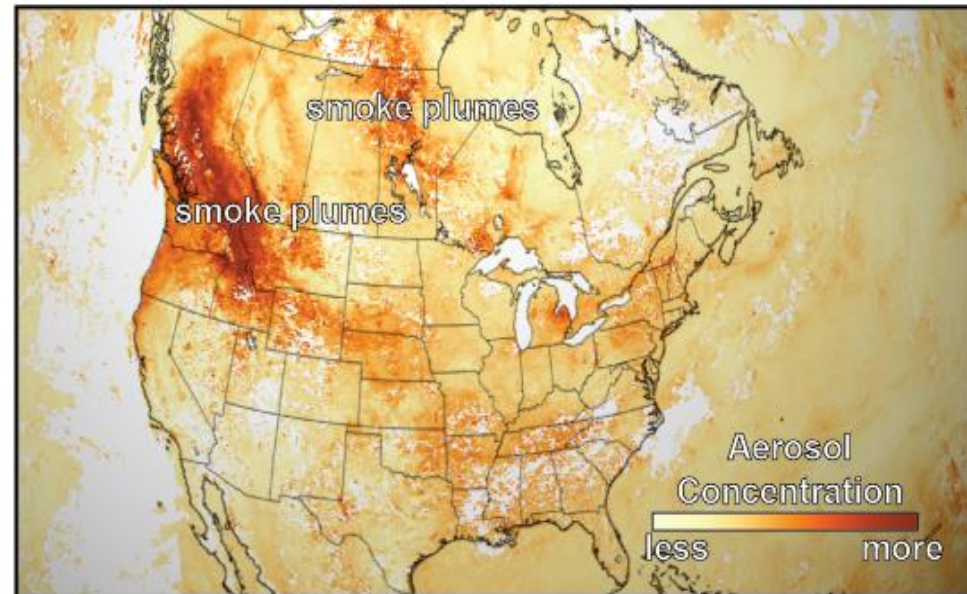 smoke plumes
smoke plumes
Aerosol
Concentration
less more